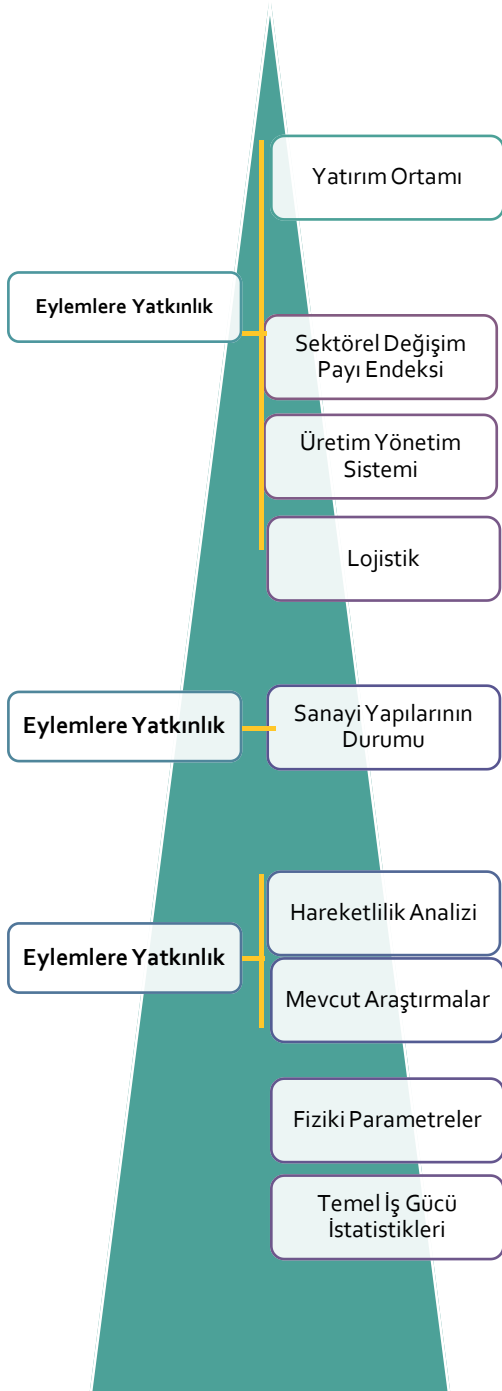 Yatırım Ortamı
Eylemlere Yatkınlık
Sektörel Değişim
Payı Endeksi
Üretim Yönetim
Sistemi
Lojistik
Eylemlere Yatkınlık
Sanayi Yapılarının
Durumu
Hareketlilik Analizi
Eylemlere Yatkınlık
Mevcut Araştırmalar
Fiziki Parametreler
Temel İş Gücü
İstatistikleri